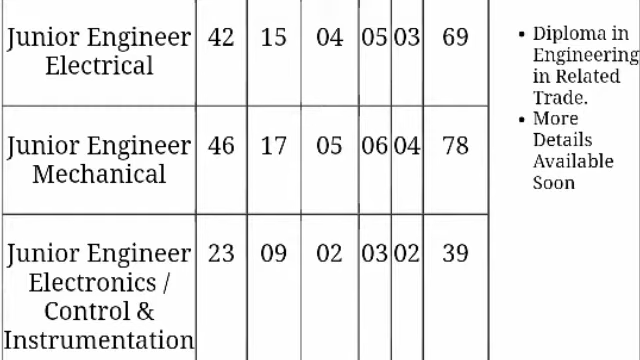 Junior Engineer 42 15 04 05 03 69
Electrical
Junior Engineer 46 17 05 06 04 78
Mechanical
Junior Engineer 23 09 02 03 02 39
Electronics /
Control &
Instrumentation
• Diploma in
Engineering
in Related
Trade.
• More
Details
Available
Soon